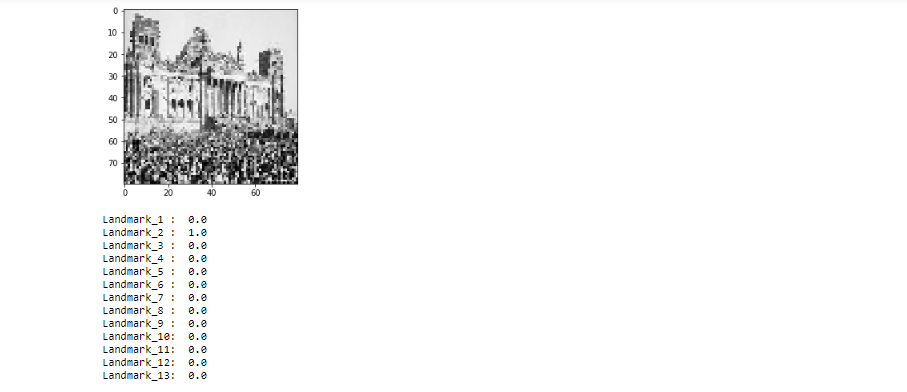 0
10
20
30
40
50
60
70
0 20 40 60
Landmark_1 : 0.0
Landmark_2 : 1.0
Landmark_3 : 0.0
Landmark_4 : 0.0
Landmark_5 : 0.0
Landmark_6 : 0.0
Landmark_7 : 0.0
Landmark_8 : 0.0
Landmark_9 : 0.0
Landmark_10: 0.0
Landmark_11: 0.0
Landmark_12: 0.0
Landmark_13: 0.0